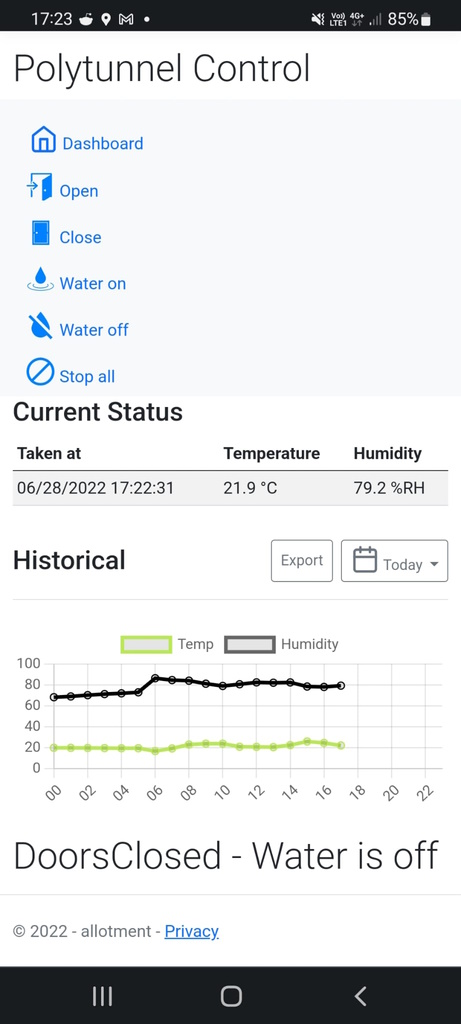 17:23 Vo)) 4G+ 85%
LTE1
Polytunnel Control
Dashboard
Open
Close
Water on
Water off
Stop all
Current Status
Taken at Temperature Humidity
06/28/2022 17:22:31 21.9 °C 79.2 %RH
Historical Export Today
Temp Humidity
100
80
60
40
20
0
00 02 04 06 08 10 12 14 16 18 20 22
DoorsClosed - Water is off
© 2022 - allotment - Privacy